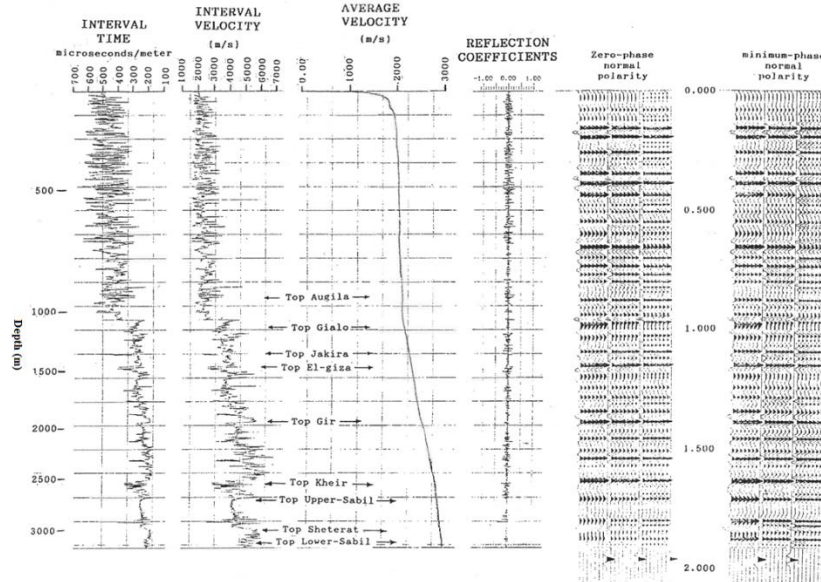 INTERVAL
TIME
microseconds/meter
700. 600 500 400 300 200 100
INTERVAL
VELOCITY
(m/s)
1000 2000 3000 4000 5000 6000 7000
AVERAGE
VELOCITY
(m/s)
1000 2000 3000
REFLECTION
COEFFICIENTS
-1.00 0.00 1.00
Zero-phase
normal
polarity
minimum-phase
normal
polarity
Depth (m)
500
1000
1500
2000
2500
3000
Top Augila
Top Gialo
Top Jakira
Top El-giza
Top Gir
Top Kheir
Top Upper-Sabil
Top Sheterat
Top Lower-Sabil
0.000
0.500
1.000
1.500
2.000